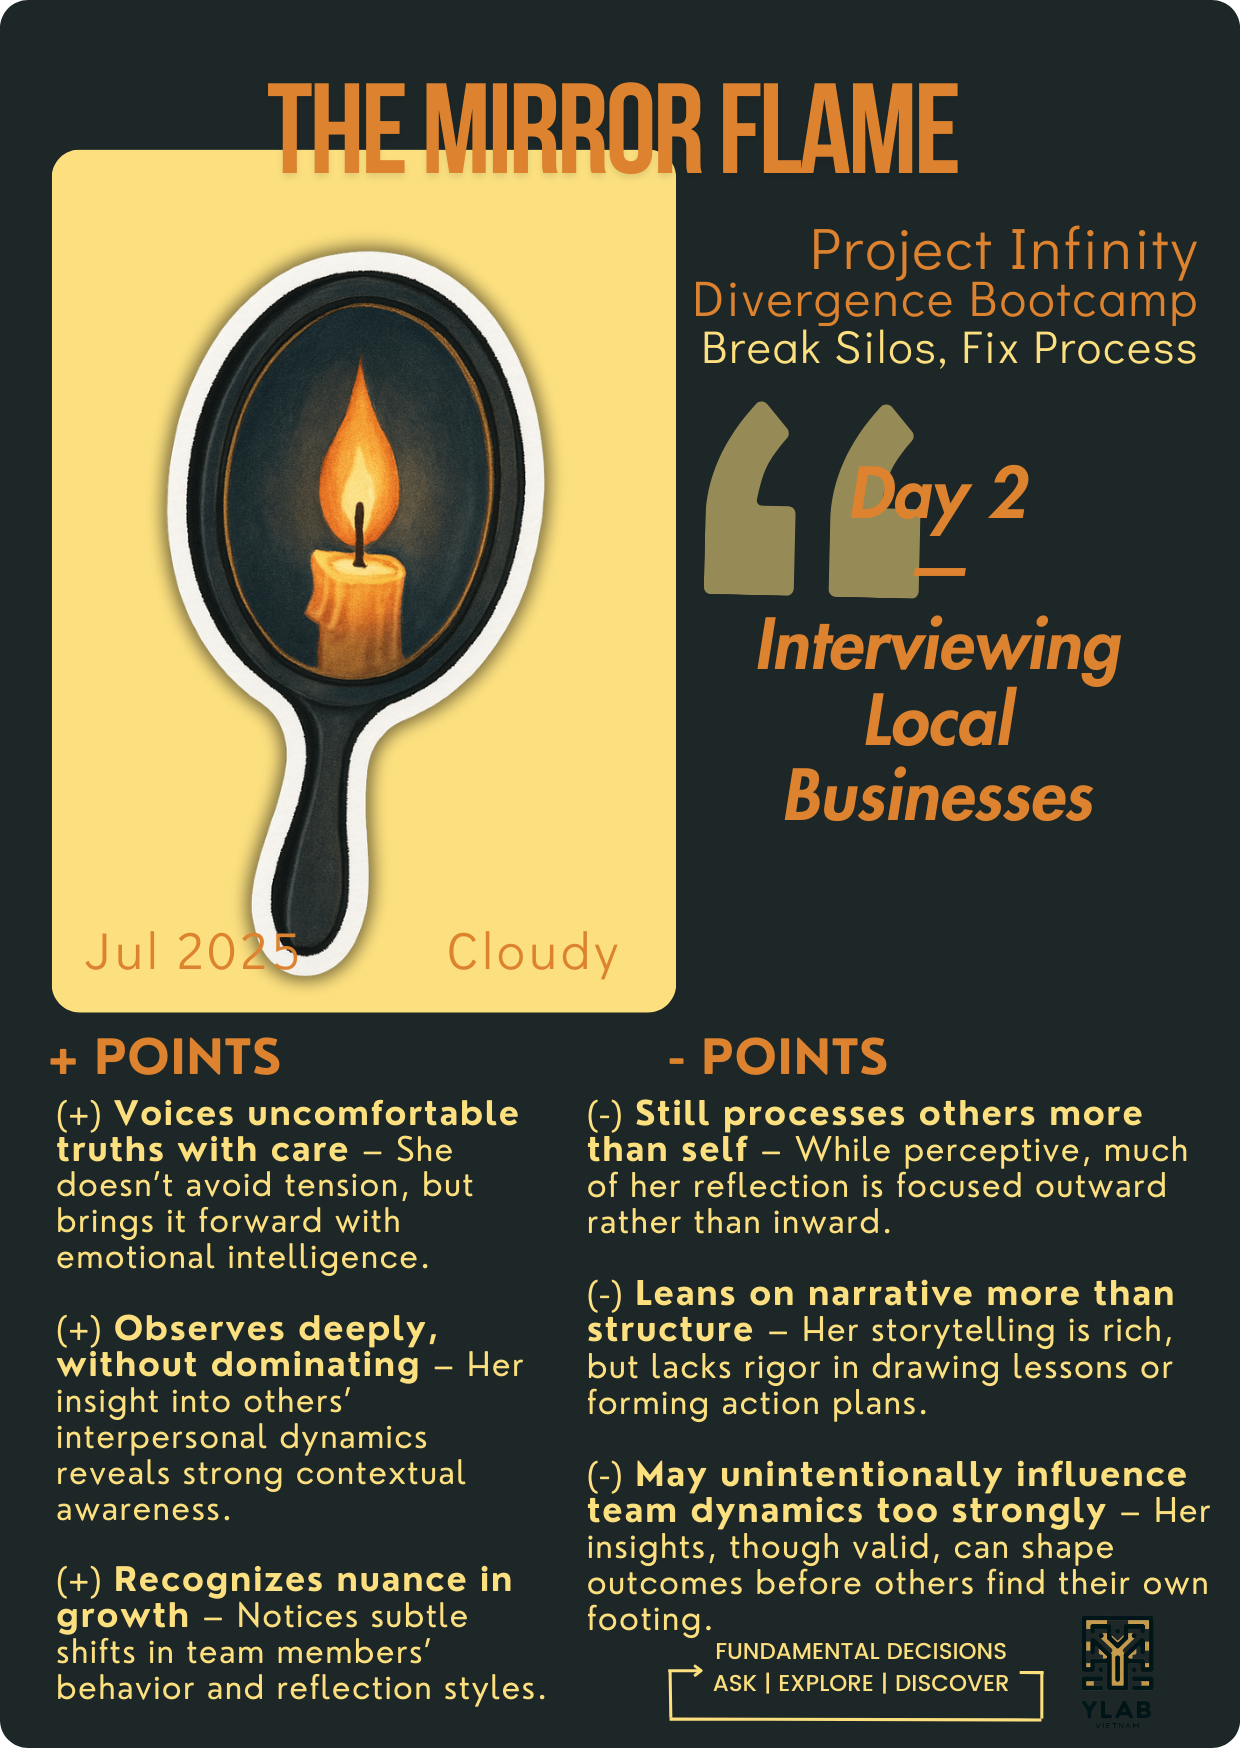 THE MIRROR FLAME
Project Infinity
Divergence Bootcamp
Break Silos, Fix Process
“
Day 2
–
Interviewing
Local
Businesses
Jul 2025
Cloudy
+ POINTS
(+) Voices uncomfortable
truths with care – She
doesn’t avoid tension, but
brings it forward with
emotional intelligence.
(+) Observes deeply,
without dominating – Her
insight into others’
interpersonal dynamics
reveals strong contextual
awareness.
(+) Recognizes nuance in
growth – Notices subtle
shifts in team members’
behavior and reflection styles.
- POINTS
(-) Still processes others more
than self – While perceptive, much
of her reflection is focused outward
rather than inward.
(-) Leans on narrative more than
structure – Her storytelling is rich,
but lacks rigor in drawing lessons or
forming action plans.
(-) May unintentionally influence
team dynamics too strongly – Her
insights, though valid, can shape
outcomes before others find their own
footing.
FUNDAMENTAL DECISIONS
ASK | EXPLORE | DISCOVER
YLAB
VIETNAM